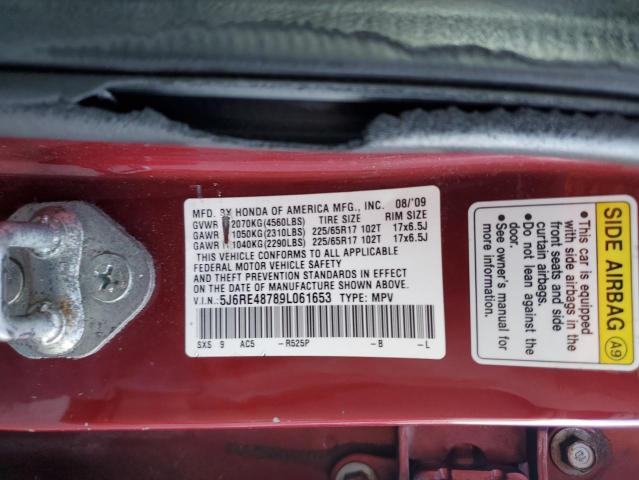 MFD. BY HONDA OF AMERICA MFG., INC. 08/'09
GVWR 2070KG(4560LBS) TIRE SIZE RIM SIZE
GAWR 1050KG(2310LBS) 225/65R17 102T 17x6.5J
GAWR 1040KG(2290LBS) 225/65R17 102T 17x6.5J
THIS VEHICLE CONFORMS TO ALL APPLICABLE
FEDERAL MOTOR VEHICLE SAFETY
AND THEFT PREVENTION STANDARDS IN EFFECT
ON THE DATE OF MANUFACTURE SHOWN ABOVE.
V.I.N.: 5J6RE48789L061653 TYPE: MPV
SXS 9 AC5 -R525P -B -L
SIDE AIRBAG A9
• This car is equipped
with side airbags in the
front seats and side
curtain airbags.
• Do not lean against the
door.
• See owner's manual
for more information.